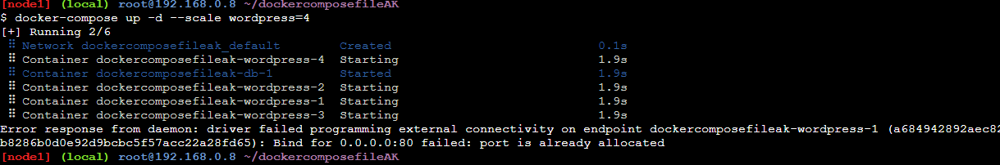 [node1] (local) root@192.168.0.8 ~/dockercomposefileAK
$ docker-compose up -d --scale wordpress=4
[+] Running 2/6
⠿ Network dockercomposefileak_default Created 0.1s
⠿ Container dockercomposefileak-wordpress-4 Starting 1.9s
⠿ Container dockercomposefileak-db-1 Started 1.9s
⠿ Container dockercomposefileak-wordpress-2 Starting 1.9s
⠿ Container dockercomposefileak-wordpress-1 Starting 1.9s
⠿ Container dockercomposefileak-wordpress-3 Starting 1.9s
Error response from daemon: driver failed programming external connectivity on endpoint dockercomposefileak-wordpress-1 (a684942892aec82
b8286b0d0e92d9bcbc5f57acc22a28fd65): Bind for 0.0.0.0:80 failed: port is already allocated
[node1] (local) root@192.168.0.8 ~/dockercomposefileAK